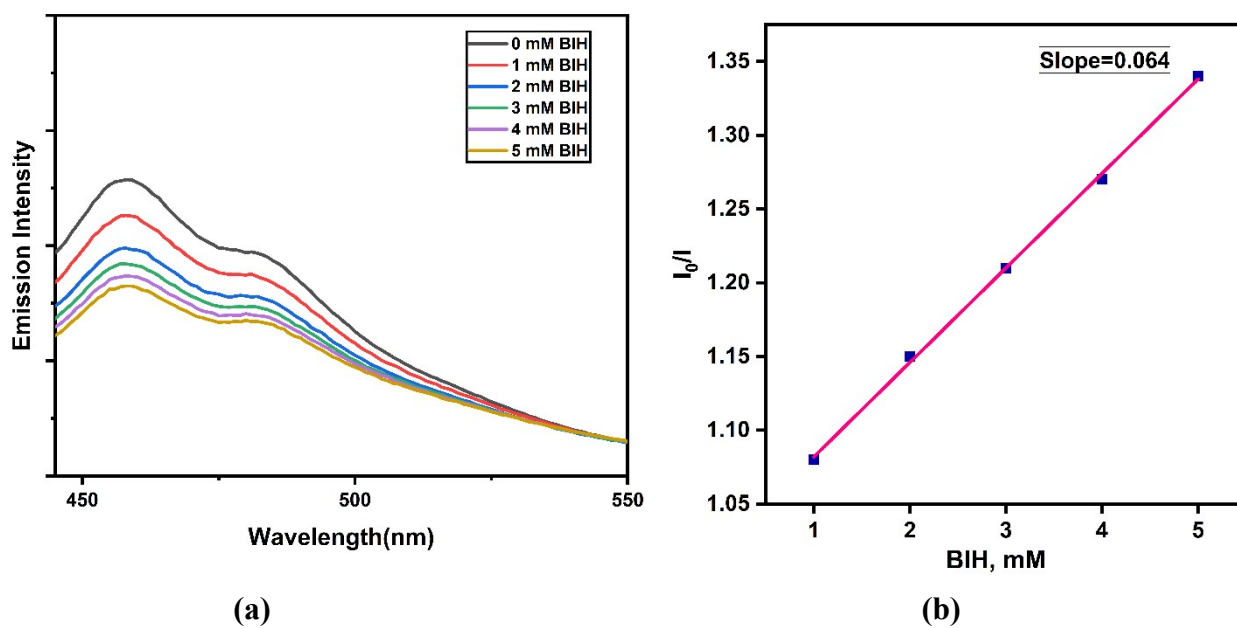 0 mM BIH
1 mM BIH
2 mM BIH
3 mM BIH
4 mM BIH
5 mM BIH
Emission Intensity
450
500
550
Wavelength(nm)
(a)
Slope=0.064
1.35
1.30
1.25
1.20
1.15
1.10
1.05
I₀/I
1
2
3
4
5
BIH, mM
(b)